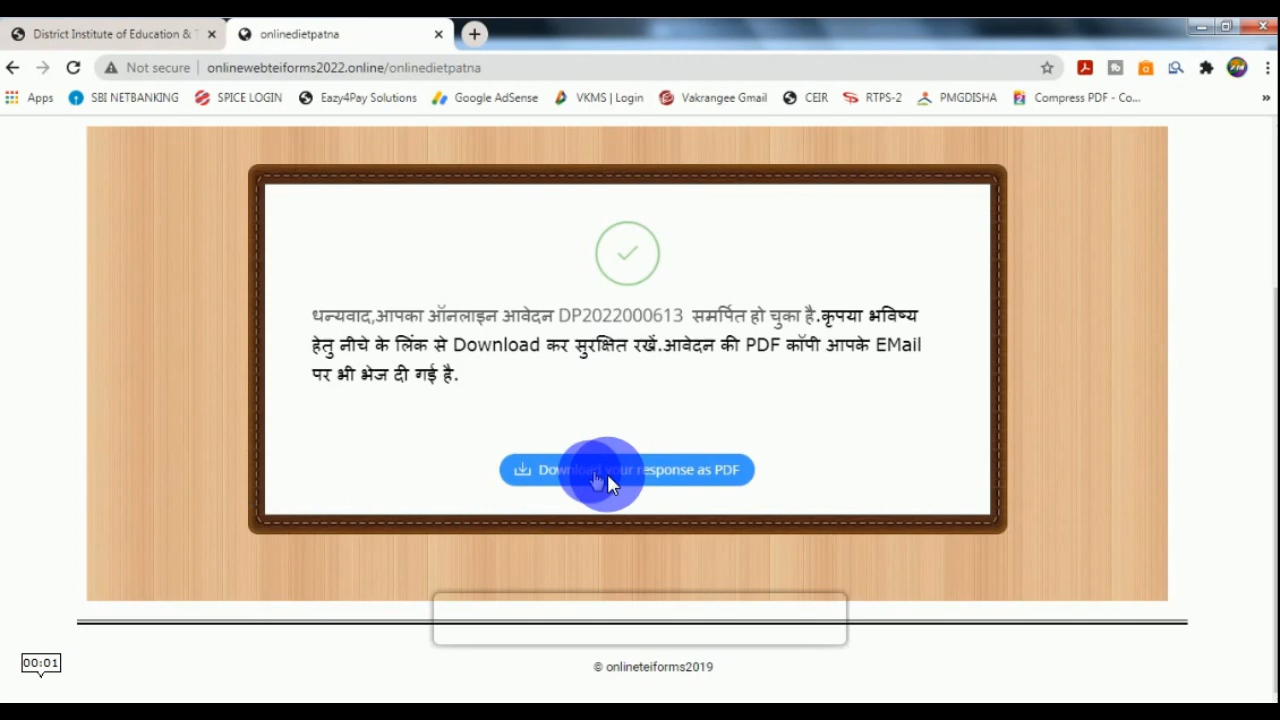 District Institute of Education & T
onlinedietpatna
Not secure onlinewebteiforms2022.online/onlinedietpatna
Apps SBI NETBANKING SPICE LOGIN Eazy4Pay Solutions Google AdSense VKMS | Login Vakrangee Gmail CEIR RTPS-2 PMGDISHA Compress PDF - Co... »
धन्यवाद,आपका ऑनलाइन आवेदन DP2022000613 समर्पित हो चुका है.कृपया भविष्य
हेतु नीचे के लिंक से Download कर सुरक्षित रखें.आवेदन की PDF कॉपी आपके EMail
पर भी भेज दी गई है.
Download your response as PDF
00:01
© onlineteiforms2019